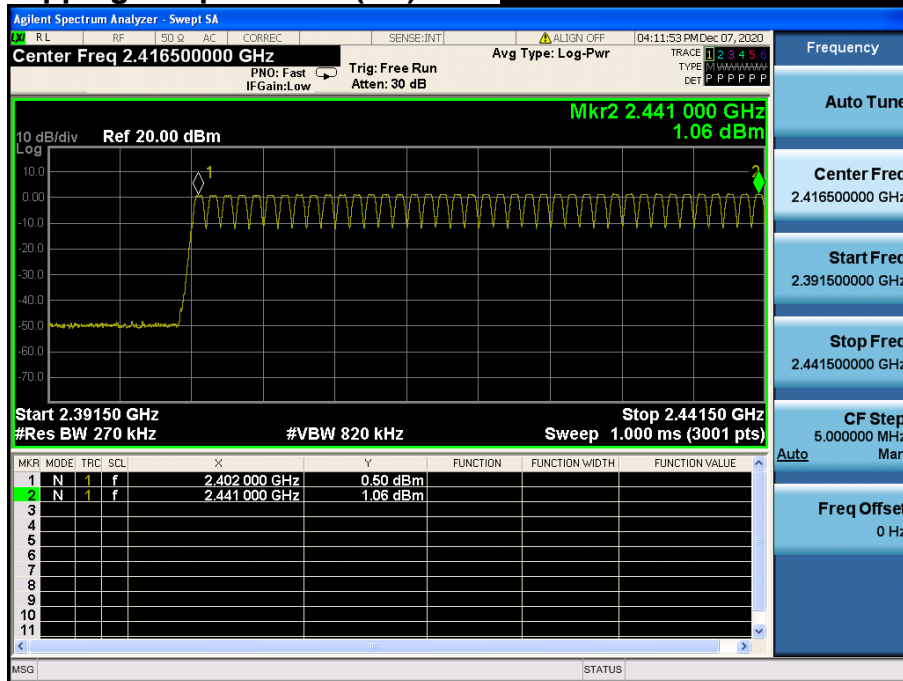 Agilent Spectrum Analyzer - Swept SA
LXI RL RF 50 Ω AC CORREC SENSE:INT ALIGN OFF 04:11:53 PM Dec 07, 2020
Center Freq 2.416500000 GHz
PNO: Fast
IFGain:Low
Trig: Free Run
Atten: 30 dB
Avg Type: Log-Pwr
TRACE 1 2 3 4 5 6
TYPE M WWWWW
DET P P P P P P
Mkr2 2.441 000 GHz
1.06 dBm
10 dB/div Ref 20.00 dBm
Log
10.0
0.00
-10.0
-20.0
-30.0
-40.0
-50.0
-60.0
-70.0
1
2
Start 2.39150 GHz Stop 2.44150 GHz
#Res BW 270 kHz #VBW 820 kHz Sweep 1.000 ms (3001 pts)
MKR MODE TRC SCL X Y FUNCTION FUNCTION WIDTH FUNCTION VALUE
1 N 1 f 2.402 000 GHz 0.50 dBm
2 N 1 f 2.441 000 GHz 1.06 dBm
3
4
5
6
7
8
9
10
11
MSG STATUS
Frequency
Auto Tune
Center Freq
2.416500000 GHz
Start Freq
2.391500000 GHz
Stop Freq
2.441500000 GHz
CF Step
5.000000 MHz
Auto Man
Freq Offset
0 Hz